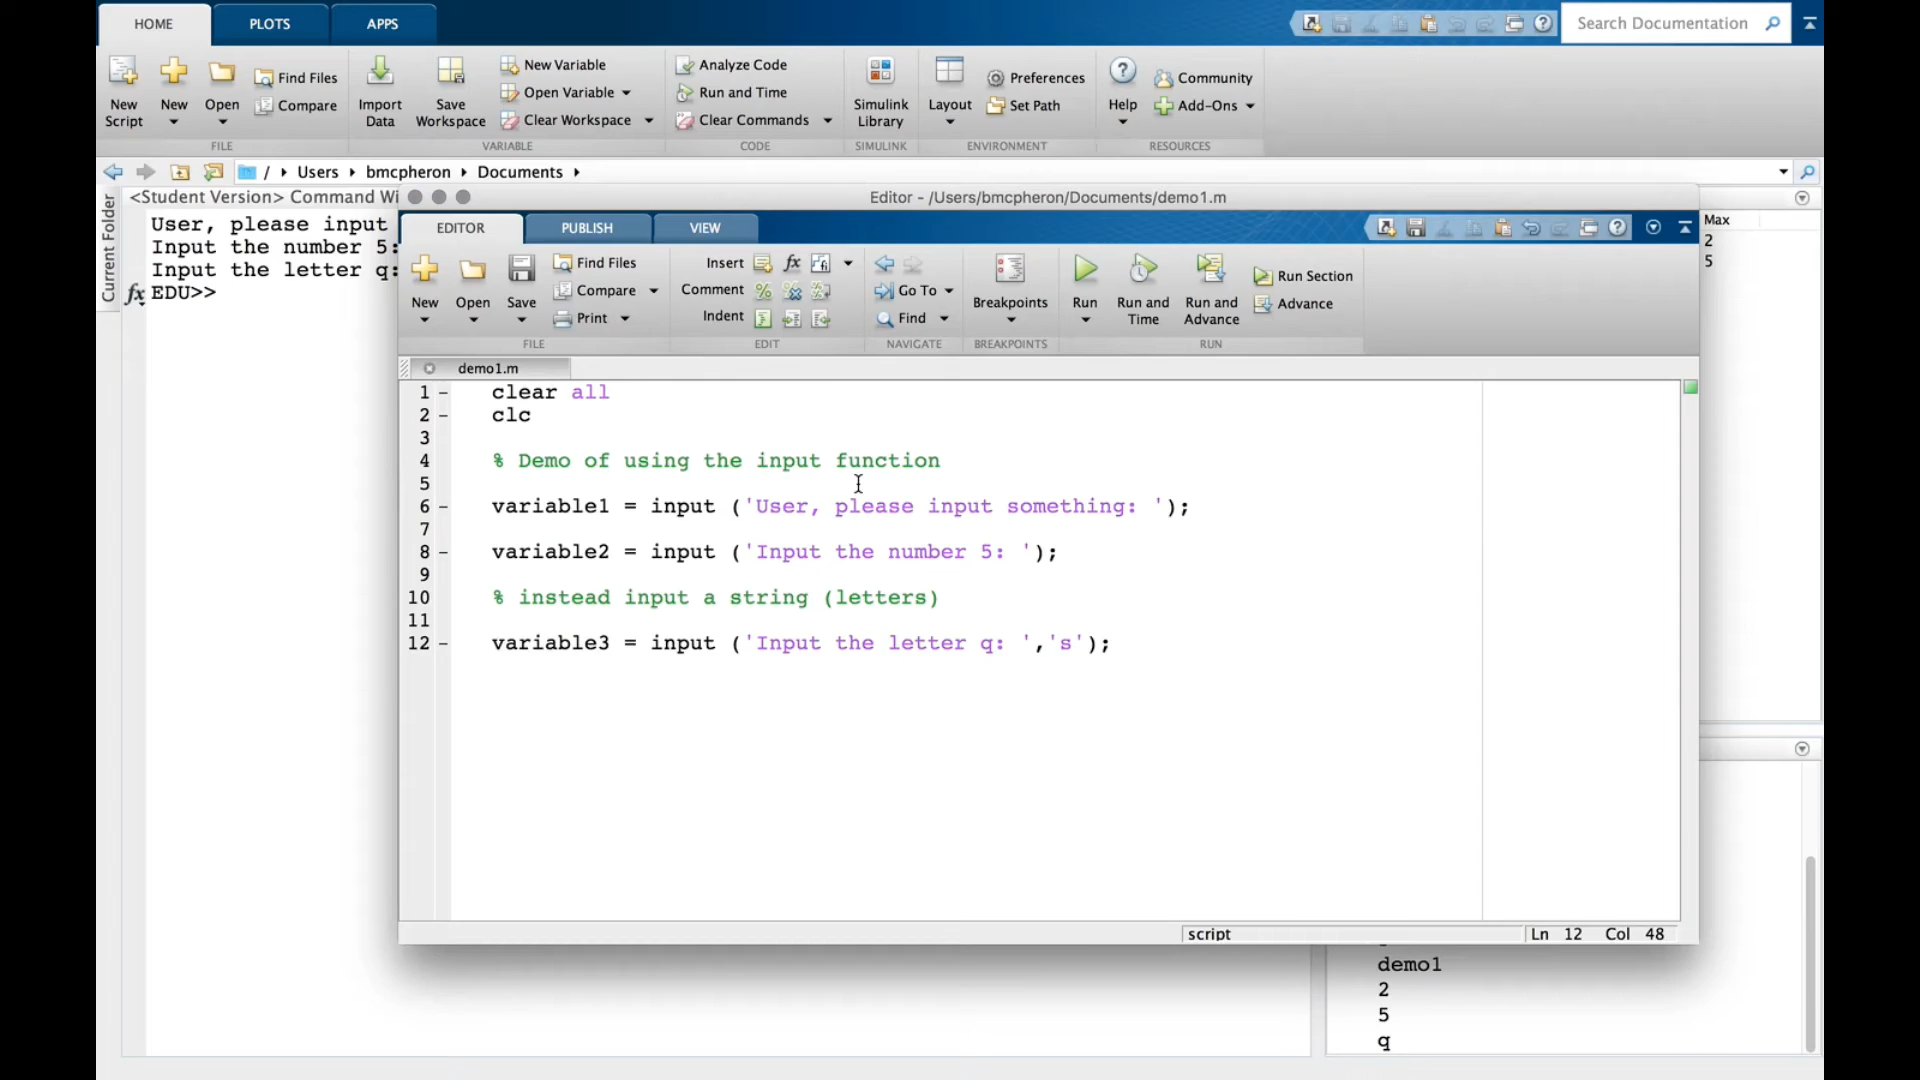 HOME PLOTS APPS Search Documentation
New Script New Open Find Files Compare
Import Data Save Workspace New Variable Open Variable Clear Workspace
Analyze Code Run and Time Clear Commands
Simulink Library Layout Preferences Set Path Help Community Add-Ons
FILE VARIABLE CODE SIMULINK ENVIRONMENT RESOURCES
/ Users bmcpheron Documents
Current Folder
<Student Version> Command Wi
User, please input
Input the number 5:
Input the letter q:
fx EDU>>
Editor - /Users/bmcpheron/Documents/demo1.m
EDITOR PUBLISH VIEW
New Open Save Find Files Compare Print
Insert fx Comment Indent
Go To Find Breakpoints
Run Run and Time Run and Advance Run Section Advance
FILE EDIT NAVIGATE BREAKPOINTS RUN
demo1.m
1 clear all
2 clc
3
4 % Demo of using the input function
5
6 variable1 = input ('User, please input something: ');
7
8 variable2 = input ('Input the number 5: ');
9
10 % instead input a string (letters)
11
12 variable3 = input ('Input the letter q: ','s');
script Ln 12 Col 48
Max
2
5
demo1
2
5
q